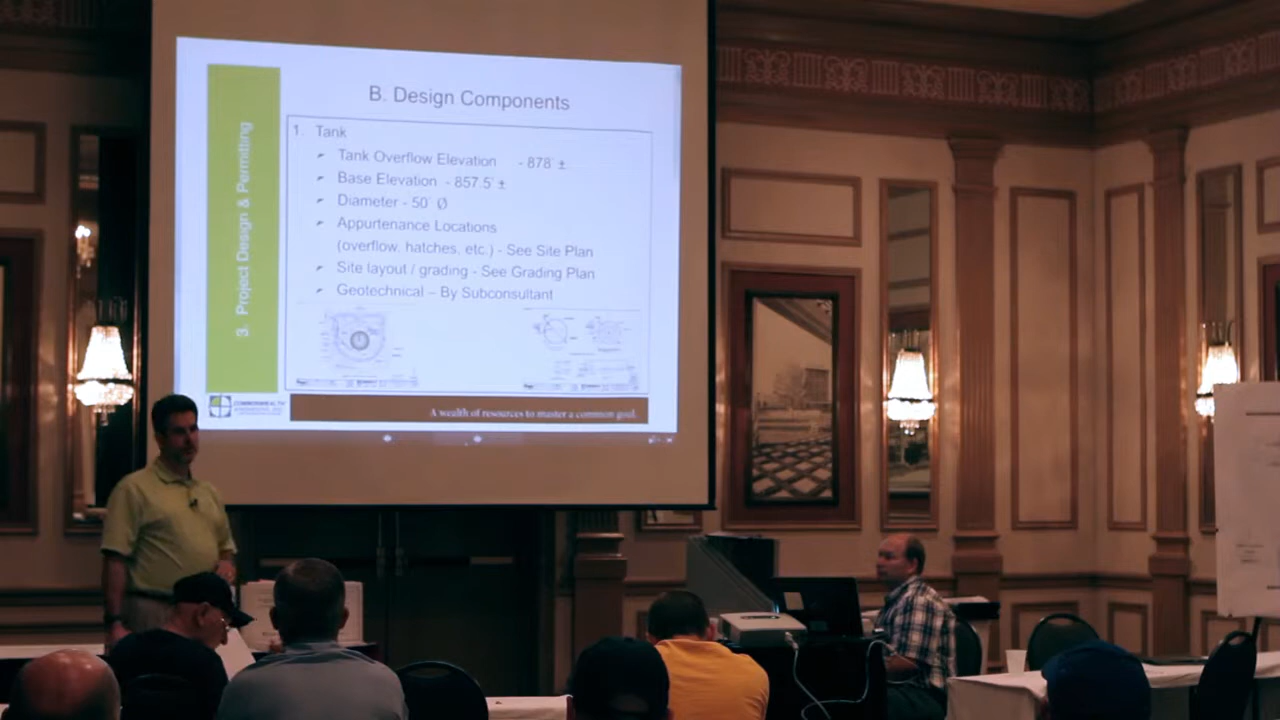 B. Design Components
3. Project Design & Permitting
1. Tank
Tank Overflow Elevation - 878' ±
Base Elevation - 857.5' ±
Diameter - 50' Ø
Appurtenance Locations
(overflow, hatches, etc.) - See Site Plan
Site layout / grading - See Grading Plan
Geotechnical – By Subconsultant
COMMONWEALTH
A wealth of resources to master a common goal.